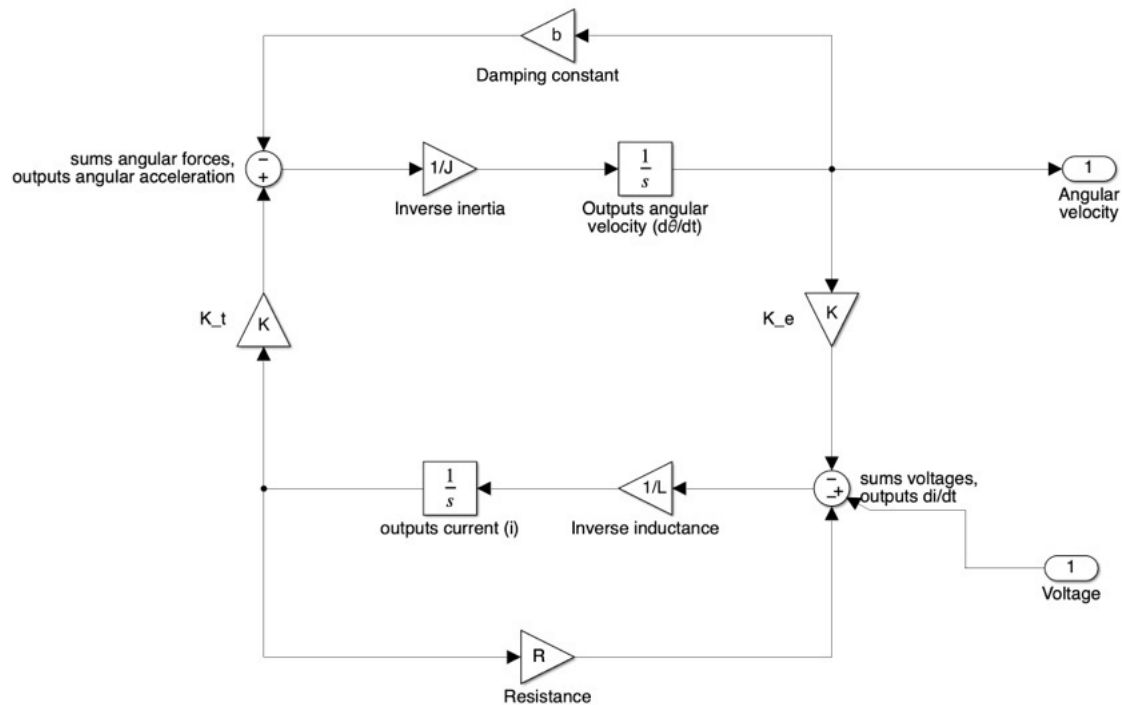 b
Damping constant
sums angular forces,
outputs angular acceleration
−
+
1/J
Inverse inertia
1
s
Outputs angular
velocity (dθ/dt)
1
Angular
velocity
K_t
K
K_e
K
1
s
outputs current (i)
1/L
Inverse inductance
−
−
+
sums voltages,
outputs di/dt
1
Voltage
R
Resistance